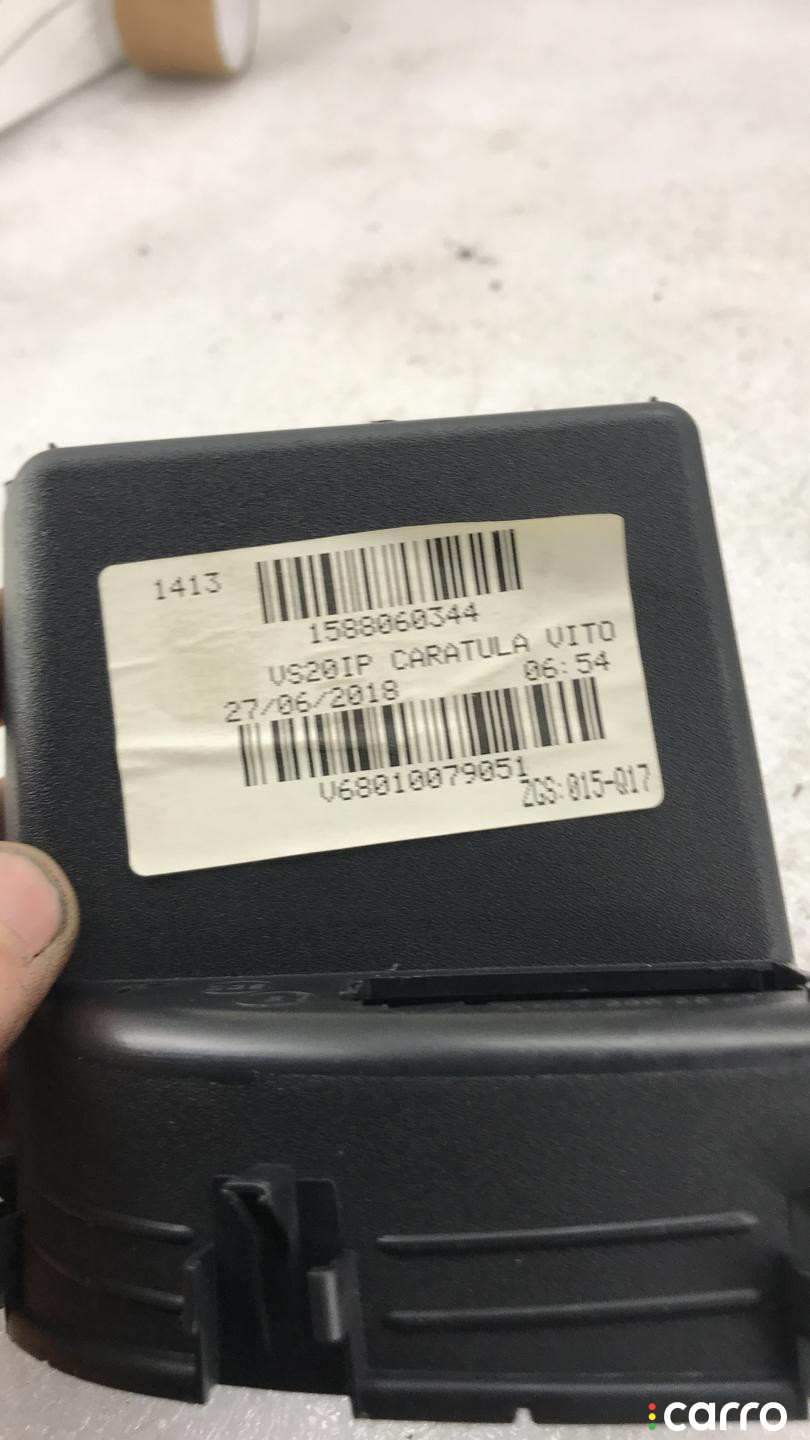 1413
1588060344
VS20IP CARATULA VITO
27/06/2018 06:54
V68010079051
ZGS:015-Q17
carro